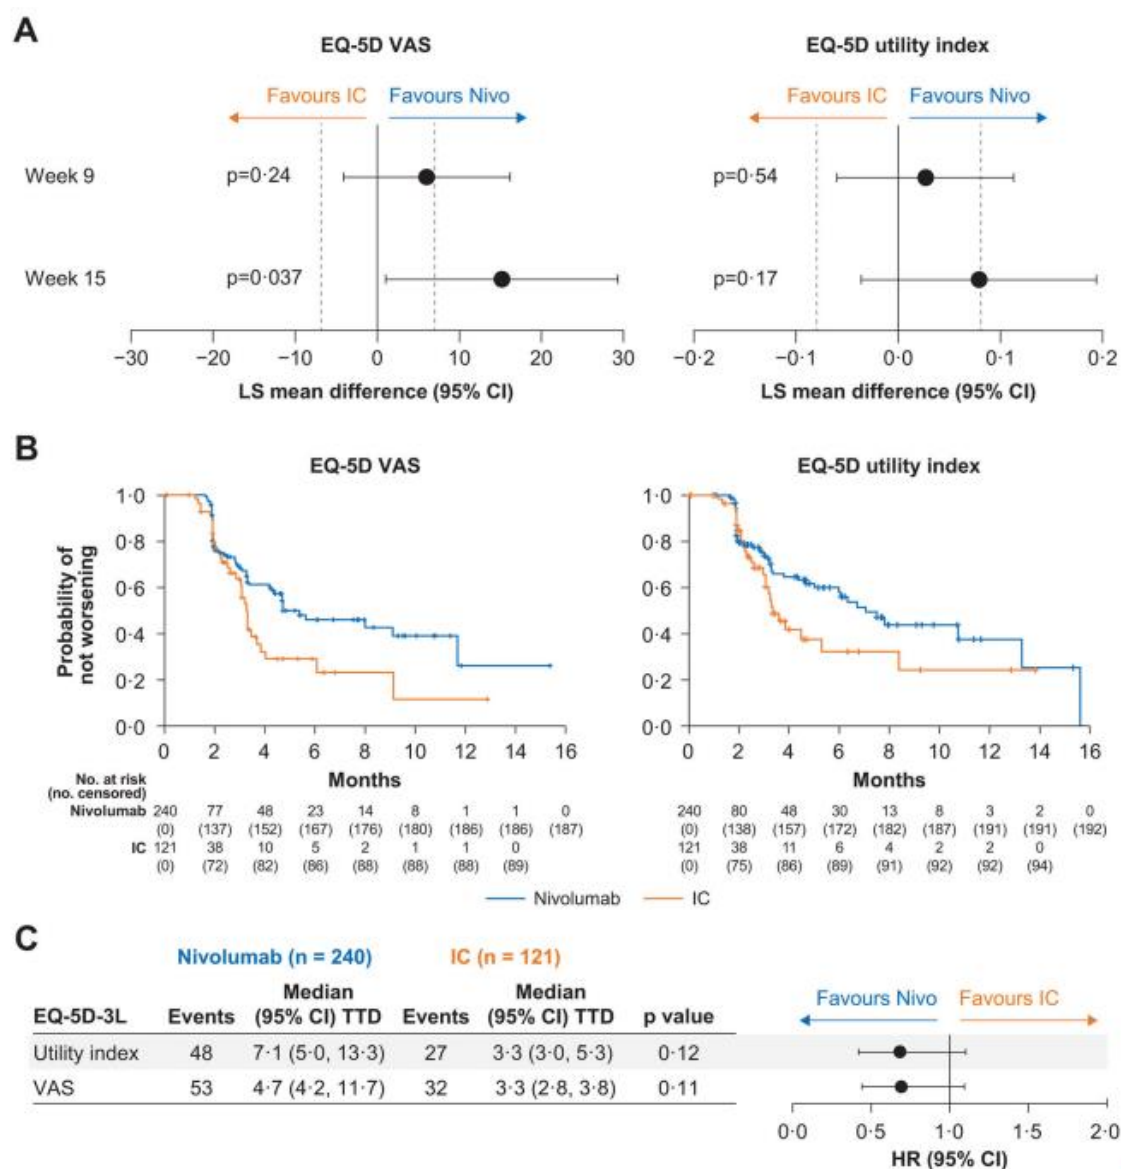 A
EQ-5D VAS
EQ-5D utility index
Favours IC Favours Nivo
Favours IC Favours Nivo
Week 9 p=0·24 p=0·54
Week 15 p=0·037 p=0·17
−30 −20 −10 0 10 20 30
−0·2 −0·1 0·0 0·1 0·2
LS mean difference (95% CI)
LS mean difference (95% CI)
B
EQ-5D VAS
EQ-5D utility index
Probability of
not worsening
1·0
0·8
0·6
0·4
0·2
0·0
0 2 4 6 8 10 12 14 16
Months
1·0
0·8
0·6
0·4
0·2
0·0
0 2 4 6 8 10 12 14 16
Months
No. at risk
(no. censored)
Nivolumab 240 77 48 23 14 8 1 1 0
(0) (137) (152) (167) (176) (180) (186) (186) (187)
IC 121 38 10 5 2 1 1 0
(0) (72) (82) (86) (88) (88) (88) (89)
240 80 48 30 13 8 3 2 0
(0) (138) (157) (172) (182) (187) (191) (191) (192)
121 38 11 6 4 2 2 0
(0) (75) (86) (89) (91) (92) (92) (94)
Nivolumab IC
C
Nivolumab (n = 240) IC (n = 121)
Median Median
EQ-5D-3L Events (95% CI) TTD Events (95% CI) TTD p value
Utility index 48 7·1 (5·0, 13·3) 27 3·3 (3·0, 5·3) 0·12
VAS 53 4·7 (4·2, 11·7) 32 3·3 (2·8, 3·8) 0·11
Favours Nivo Favours IC
0·0 0·5 1·0 1·5 2·0
HR (95% CI)